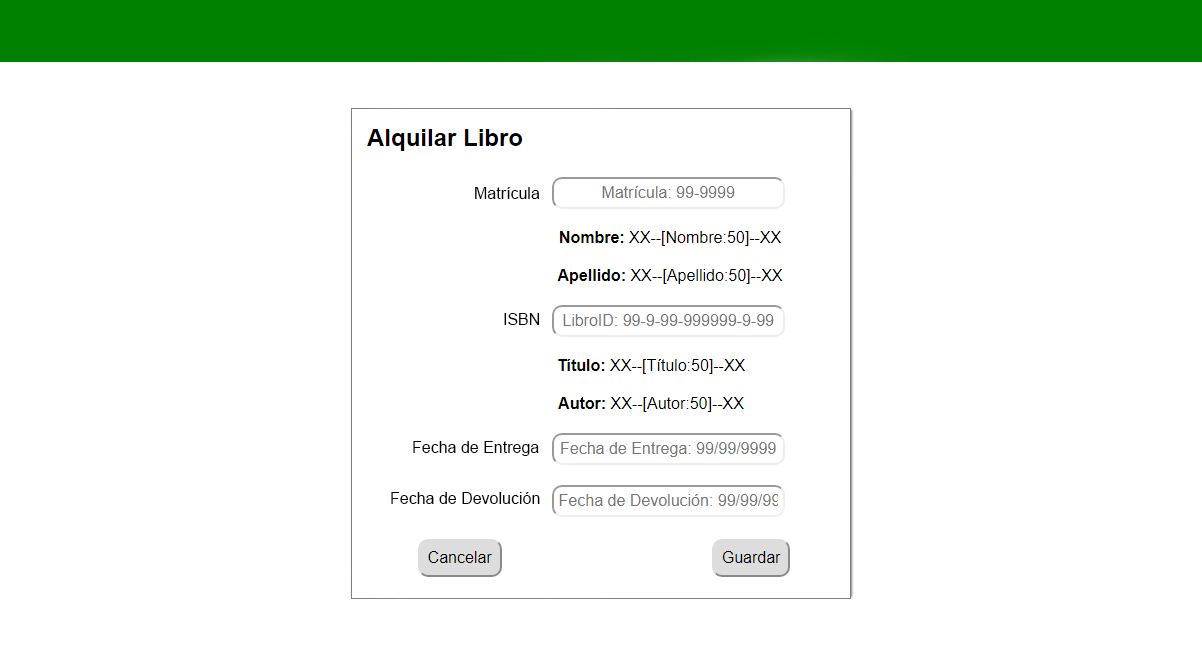 Alquilar Libro
Matrícula Matrícula: 99-9999
Nombre: XX--[Nombre:50]--XX
Apellido: XX--[Apellido:50]--XX
ISBN LibroID: 99-9-99-999999-9-99
Título: XX--[Título:50]--XX
Autor: XX--[Autor:50]--XX
Fecha de Entrega Fecha de Entrega: 99/99/9999
Fecha de Devolución Fecha de Devolución: 99/99/99
Cancelar Guardar